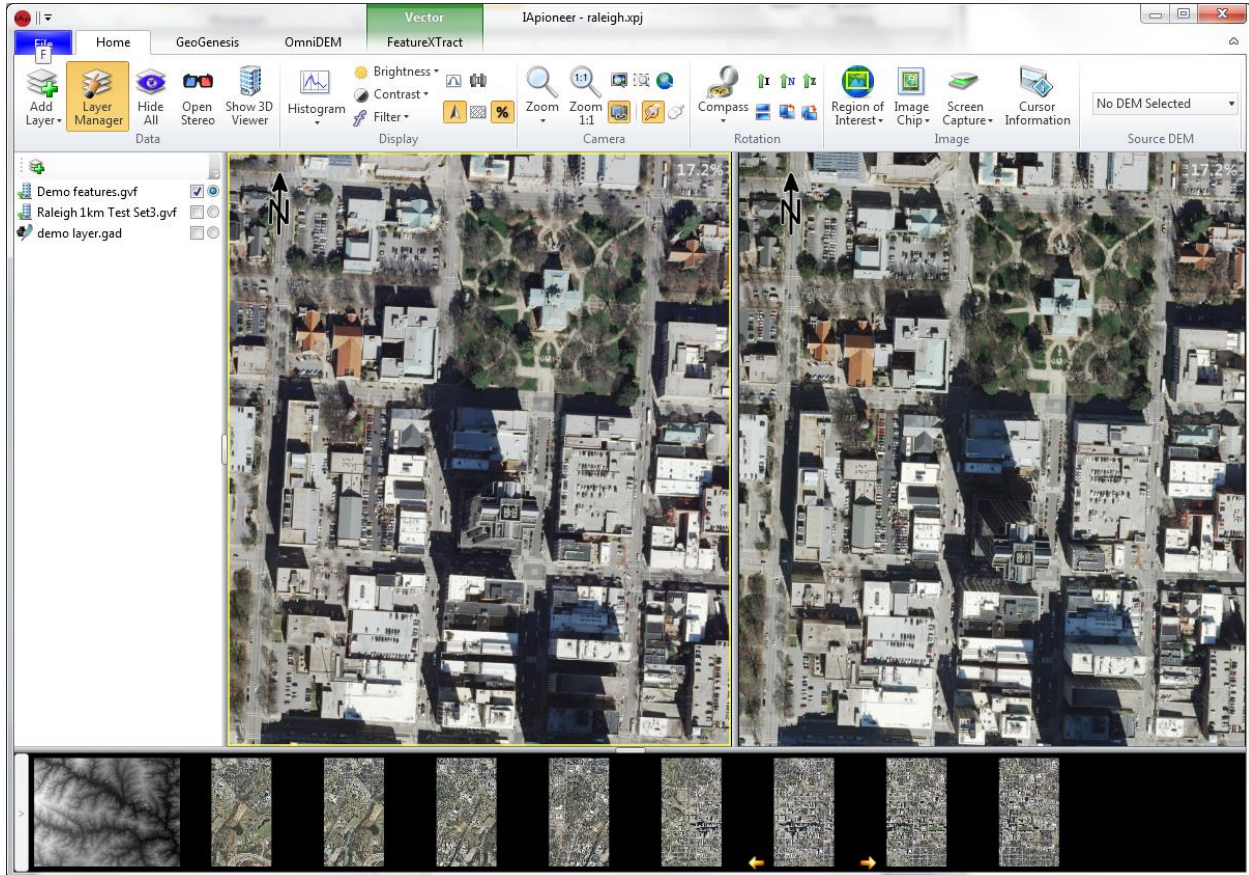 IAp
Vector
IApioneer - raleigh.xpj
File
F
Home
GeoGenesis
OmniDEM
FeatureXTract
Add Layer
Layer Manager
Hide All
Open Stereo
Show 3D Viewer
Data
Histogram
Brightness
Contrast
Filter
%
Display
Zoom
1:1
Zoom 1:1
Camera
Compass
I
N
Z
Rotation
Region of Interest
Image Chip
Screen Capture
Cursor Information
Image
No DEM Selected
Source DEM
Demo features.gvf
Raleigh 1km Test Set3.gvf
demo layer.gad
N
17.2%
N
17.2%